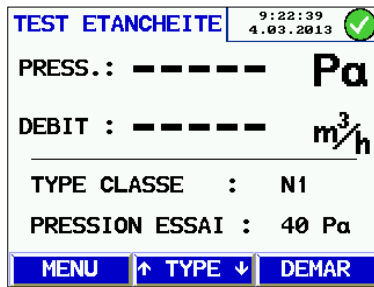 TEST ETANCHEITE 9:22:39
4.03.2013
PRESS.: ----- Pa
DEBIT : ----- m³/h
TYPE CLASSE : N1
PRESSION ESSAI : 40 Pa
MENU ↑ TYPE ↓ DEMAR